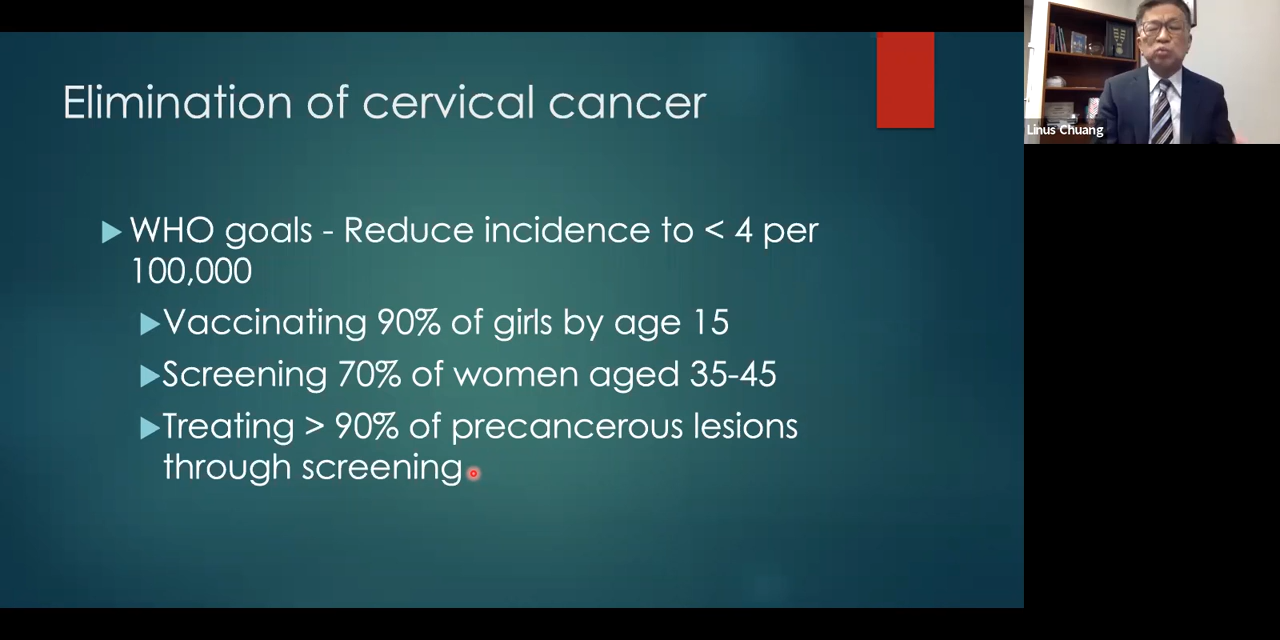 Elimination of cervical cancer
WHO goals - Reduce incidence to < 4 per
100,000
Vaccinating 90% of girls by age 15
Screening 70% of women aged 35-45
Treating > 90% of precancerous lesions
through screening
Linus Chuang